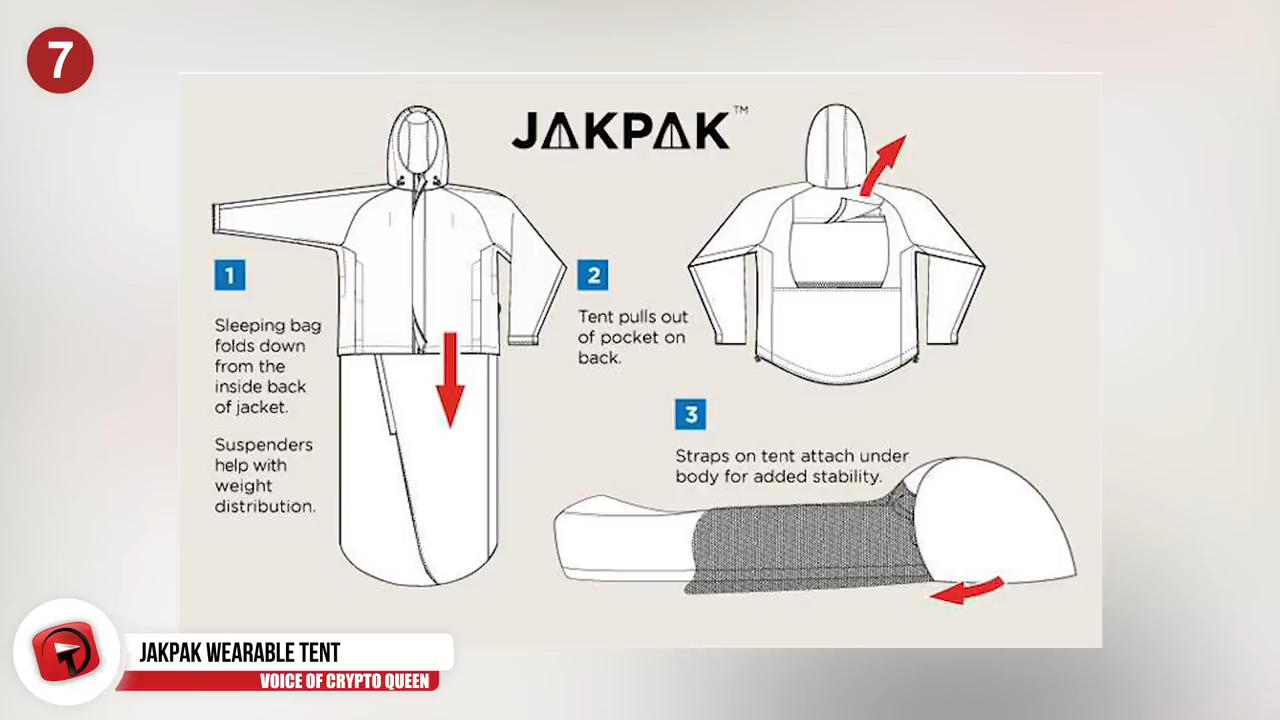 7
JAKPAK™
1
Sleeping bag
folds down
from the
inside back
of jacket.
Suspenders
help with
weight
distribution.
2
Tent pulls out
of pocket on
back.
3
Straps on tent attach under
body for added stability.
JAKPAK WEARABLE TENT
VOICE OF CRYPTO QUEEN